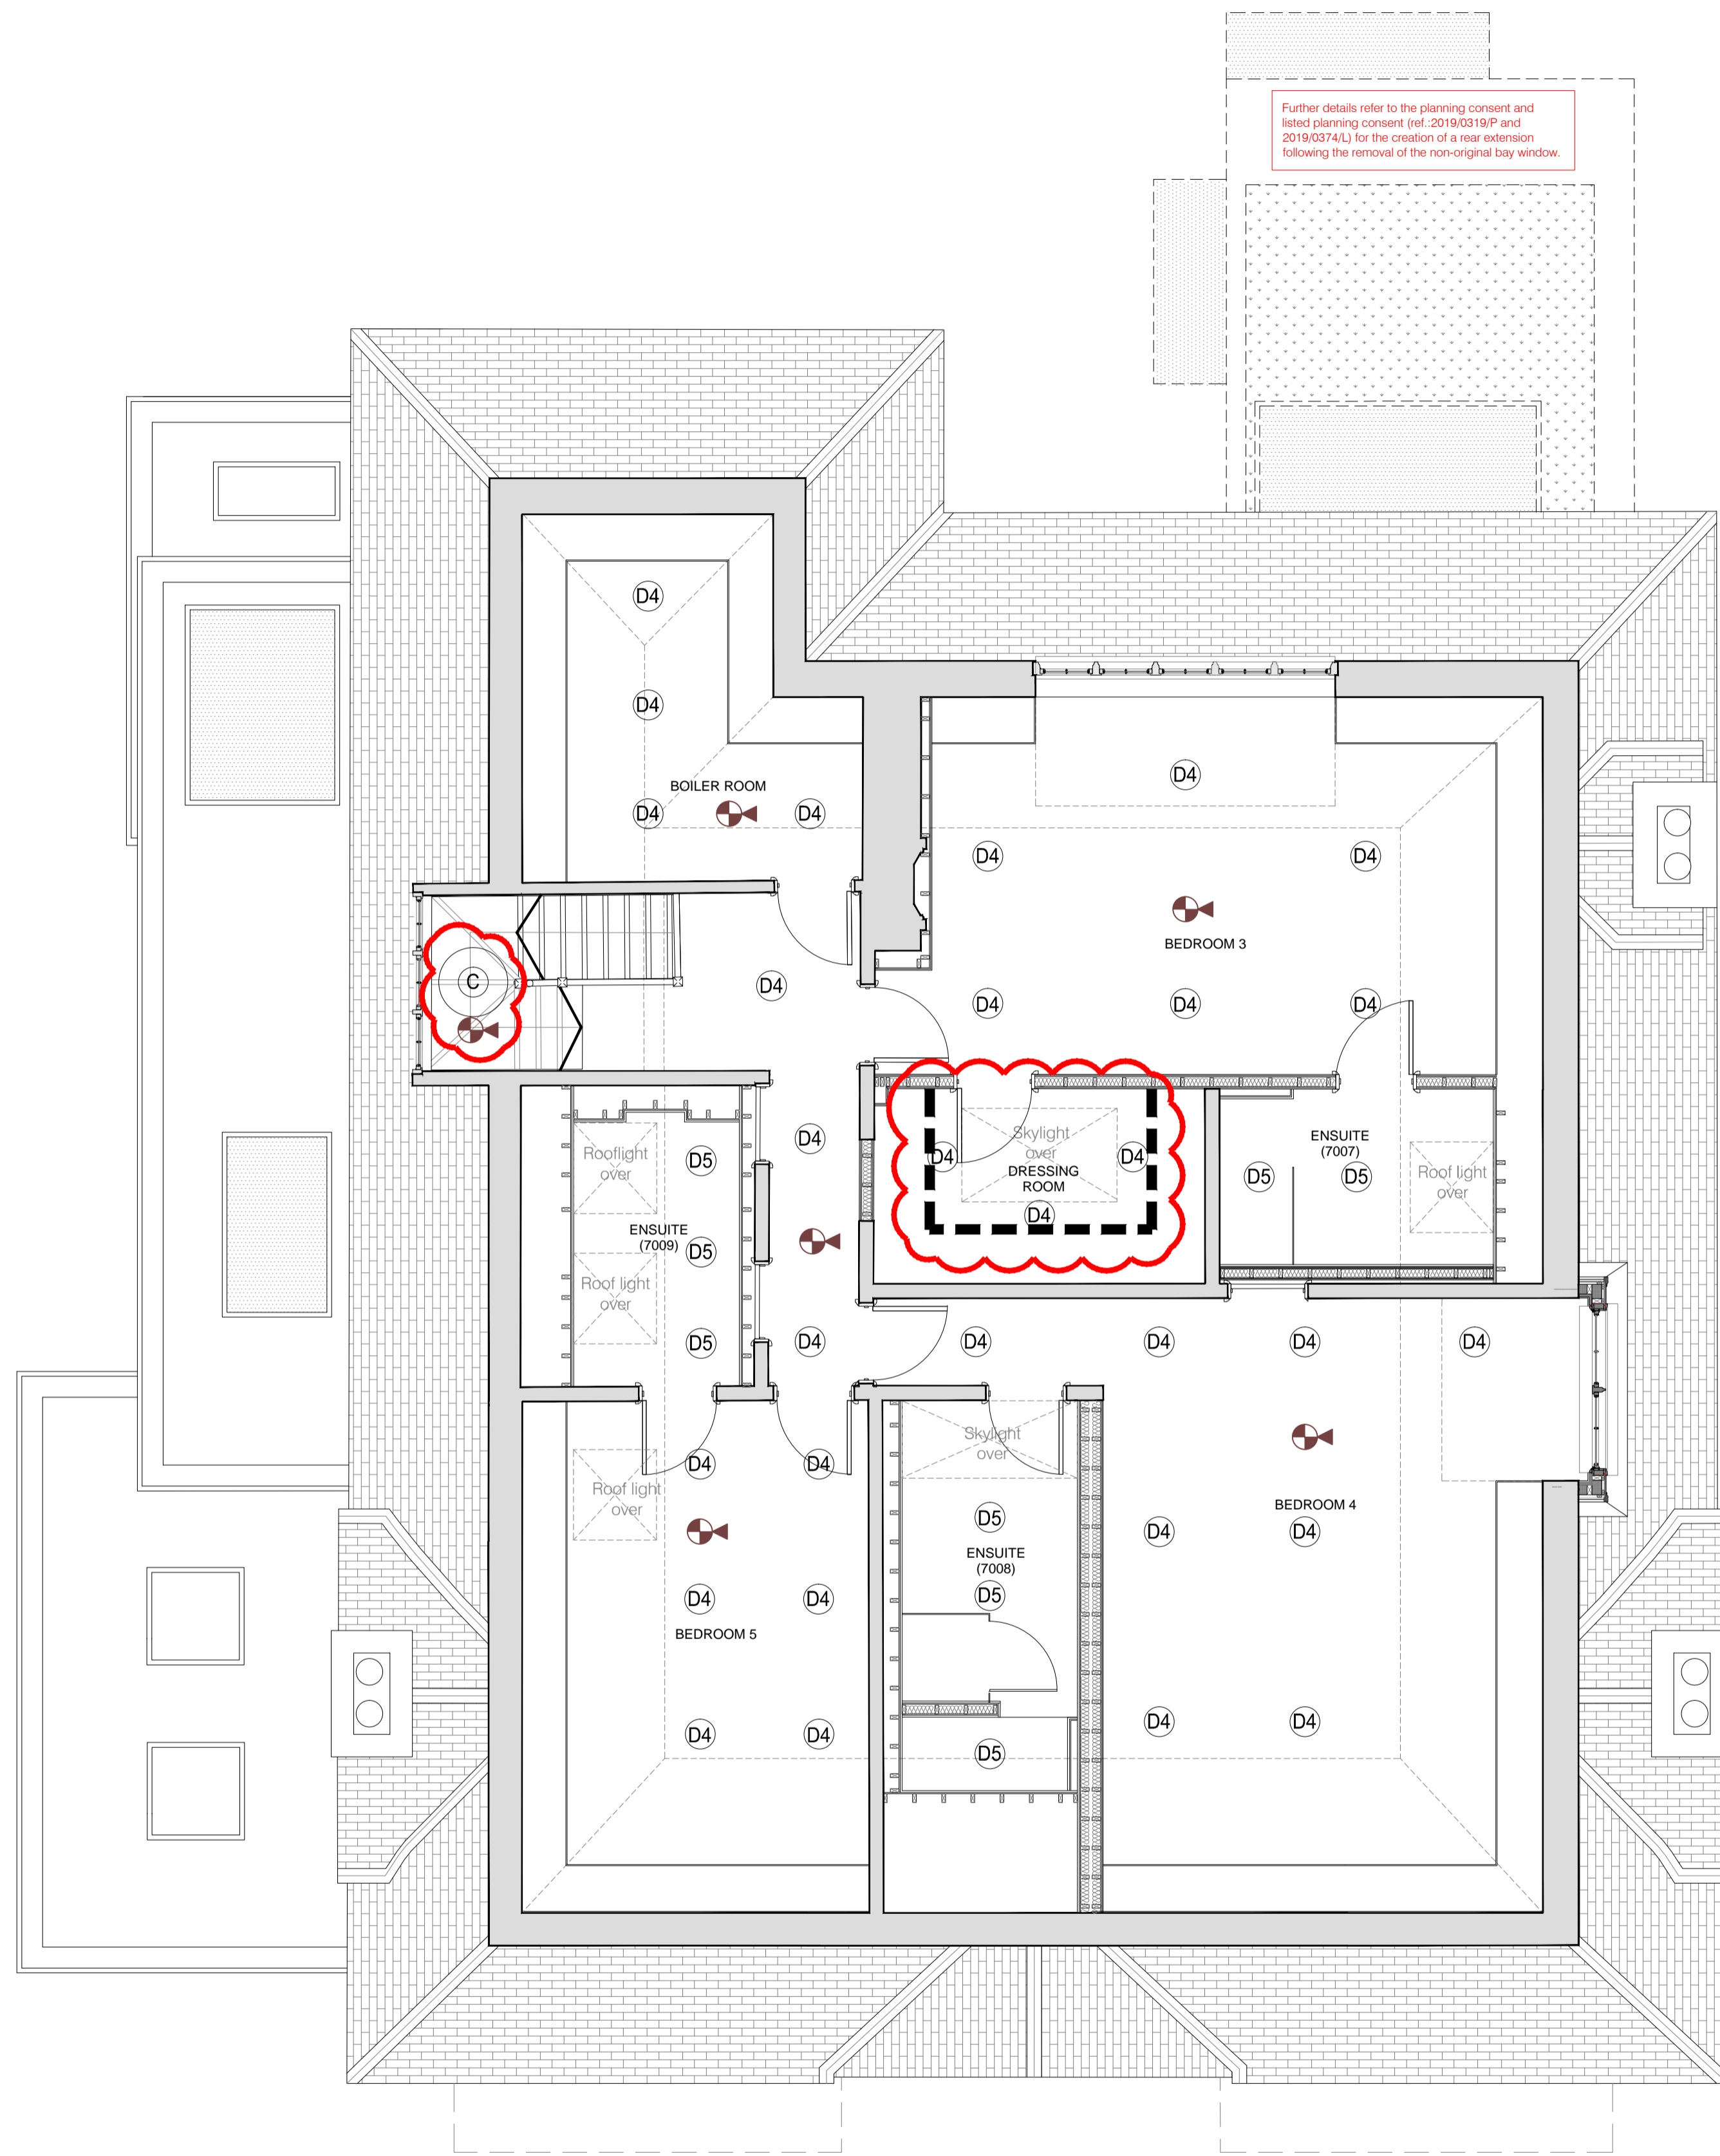 Further details refer to the planning consent and
listed planning consent (ref.:2019/0319/P and
2019/0374/L) for the creation of a rear extension
following the removal of the non-original bay window.
D4
D4
BOILER ROOM
D4
D4
D4
D4
D4
BEDROOM 3
C
D4
D4
D4
D4
D4
Skylight
over
D4
D4
DRESSING
ROOM
D4
ENSUITE
(7007)
D5
D5
Roof light
over
Rooflight
over
D5
ENSUITE
(7009)
D5
Roof light
over
D5
D4
D4
D4
D4
D4
Skylight
over
D4
D4
Roof light
over
D5
BEDROOM 4
D4
D4
ENSUITE
(7008)
D5
D4
D4
BEDROOM 5
D4
D4
D4
D4
D5